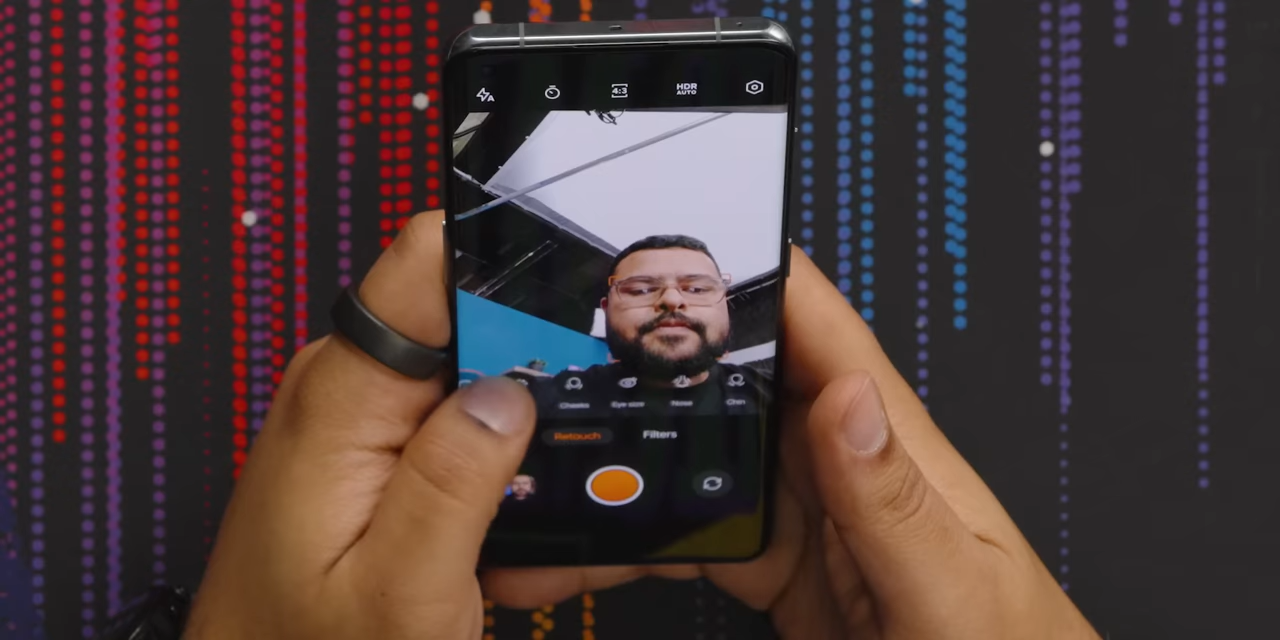 A
4:3
HDR
AUTO
Cheeks
Eye size
Nose
Chin
Retouch
Filters